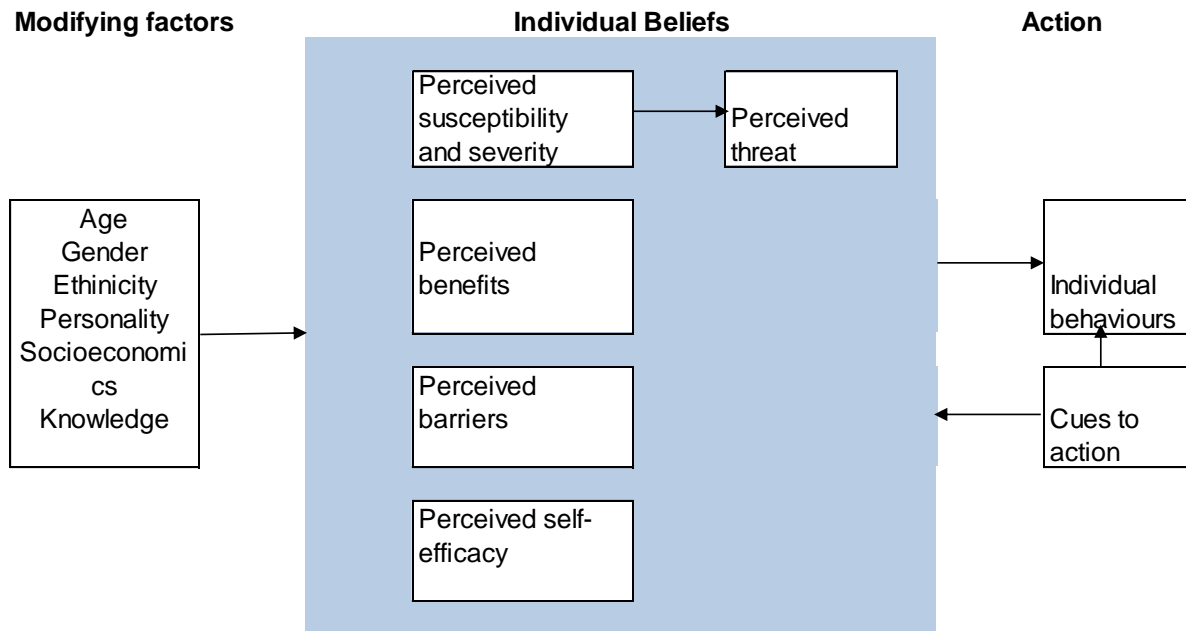 Modifying factors
Individual Beliefs
Action
Perceived
susceptibility
and severity
Perceived
threat
Age
Gender
Ethinicity
Personality
Socioeconomi
cs
Knowledge
Perceived
benefits
Individual
behaviours
Perceived
barriers
Cues to
action
Perceived self-
efficacy